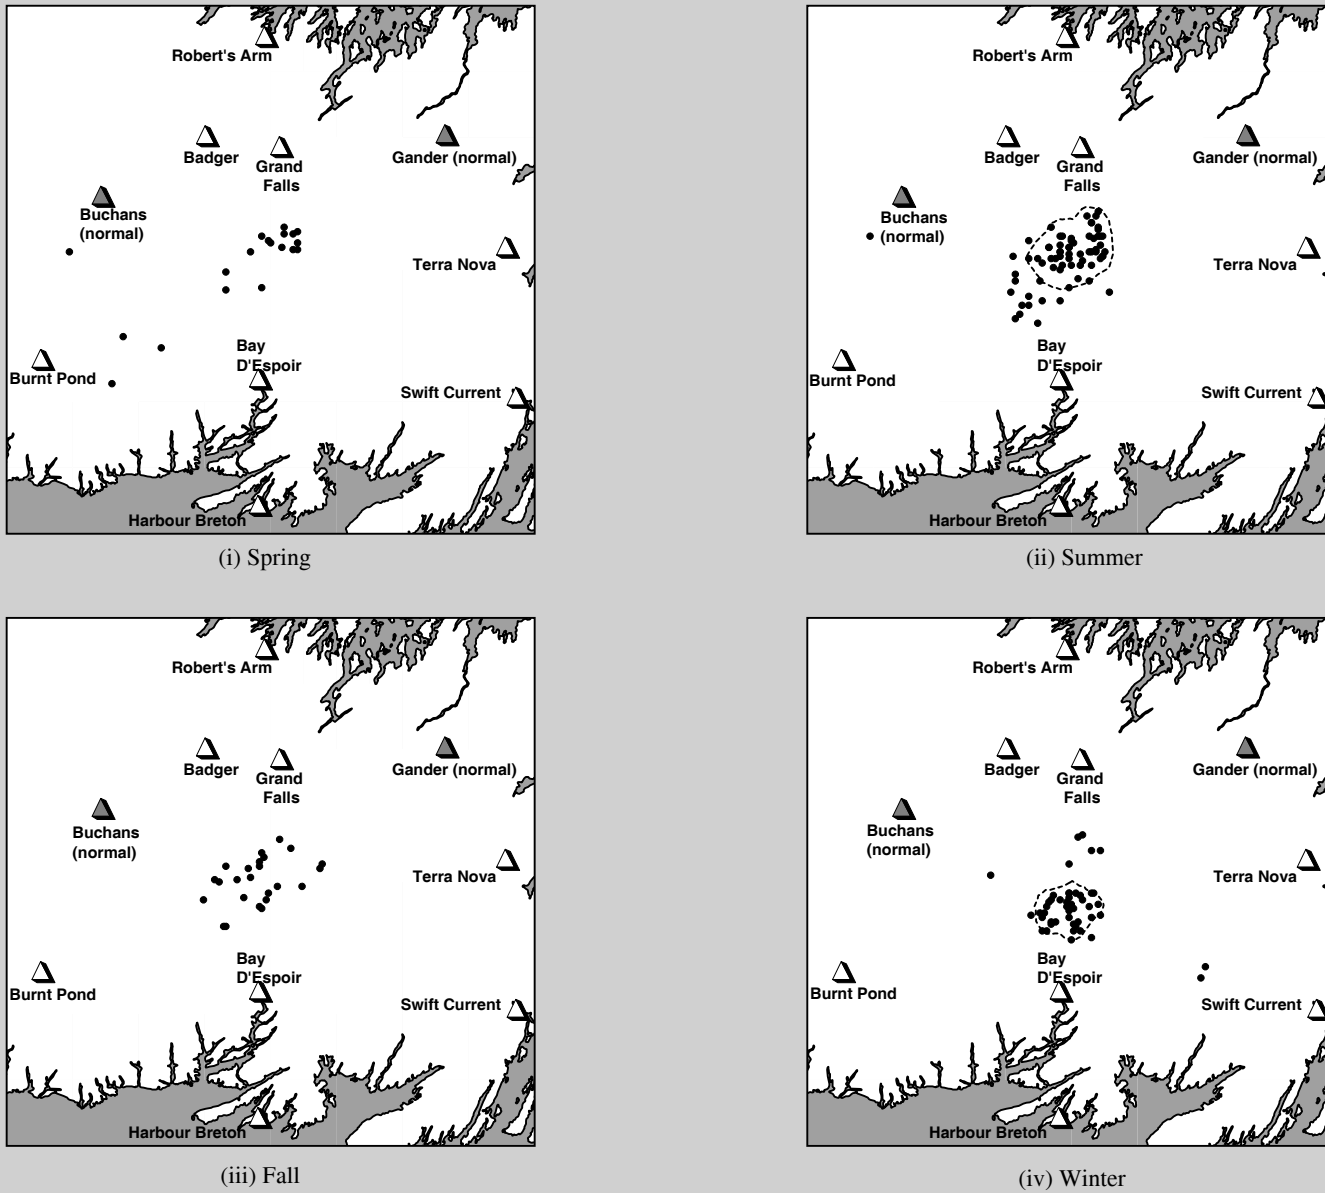 Robert's Arm
Badger
Grand
Falls
Gander (normal)
Buchans
(normal)
Terra Nova
Bay
D'Espoir
Burnt Pond
Swift Current
Harbour Breton
(i) Spring
Robert's Arm
Badger
Grand
Falls
Gander (normal)
Buchans
(normal)
Terra Nova
Bay
D'Espoir
Burnt Pond
Swift Current
Harbour Breton
(ii) Summer
Robert's Arm
Badger
Grand
Falls
Gander (normal)
Buchans
(normal)
Terra Nova
Bay
D'Espoir
Burnt Pond
Swift Current
Harbour Breton
(iii) Fall
Robert's Arm
Badger
Grand
Falls
Gander (normal)
Buchans
(normal)
Terra Nova
Bay
D'Espoir
Burnt Pond
Swift Current
Harbour Breton
(iv) Winter